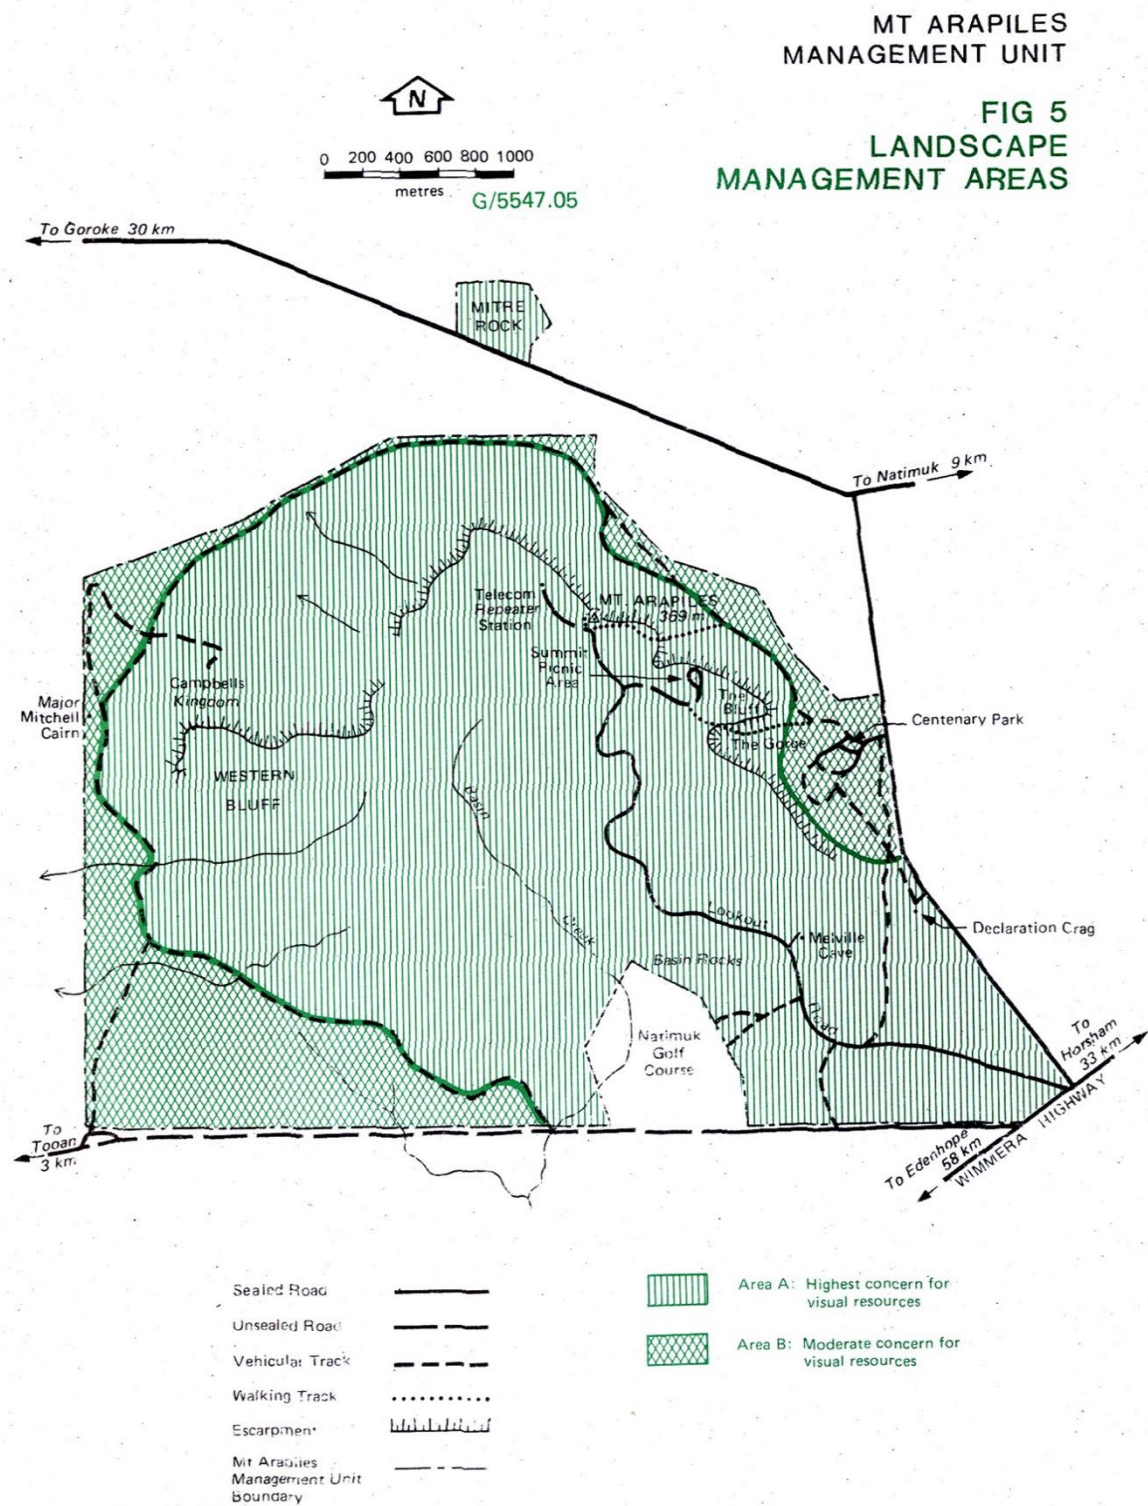 MT ARAPILES
MANAGEMENT UNIT
FIG 5
LANDSCAPE
MANAGEMENT AREAS
N
0 200 400 600 800 1000
metres
G/5547.05
To Goroke 30 km
MITRE
ROCK
To Natimuk 9 km
Telecom
Repeater
Station
MT. ARAPILES
369 m
Summit
Picnic
Area
The
Bluff
The Gorge
Centenary Park
Campbells
Kingdom
Major
Mitchell
Cairn
WESTERN
BLUFF
Basin
Creek
Lookout
Road
Melville
Cave
Basin Rocks
Declaration Crag
Natimuk
Golf
Course
To
Horsham
33 km
To
Tooan
3 km
To Edenhope
58 km
WIMMERA HIGHWAY
Sealed Road
Unsealed Road
Vehicular Track
Walking Track
Escarpment
Mt Arapiles
Management Unit
Boundary
Area A: Highest concern for
visual resources
Area B: Moderate concern for
visual resources